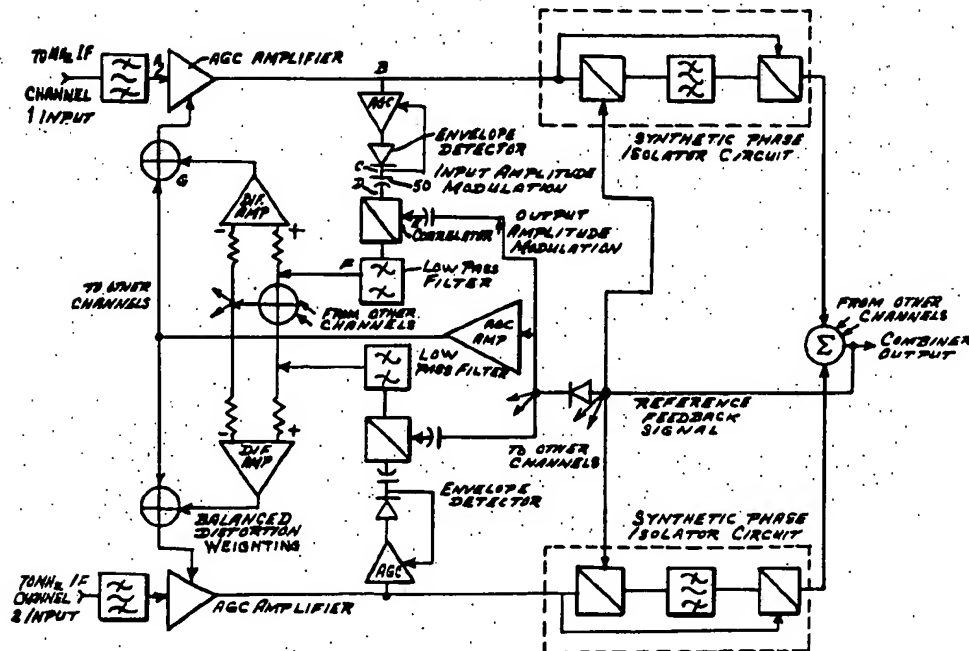 70 MHz IF
CHANNEL
1 INPUT
A
AGC AMPLIFIER
B
AGC
ENVELOPE
DETECTOR
C
50
D
INPUT AMPLITUDE
MODULATION
SYNTHETIC PHASE
ISOLATOR CIRCUIT
G
DIF.
AMP
-
+
E
CORRELATOR
OUTPUT
AMPLITUDE
MODULATION
F
LOW PASS
FILTER
TO OTHER
CHANNELS
FROM OTHER
CHANNELS
AGC
AMP
FROM OTHER
CHANNELS
Σ
COMBINER
OUTPUT
LOW
PASS FILTER
REFERENCE
FEEDBACK
SIGNAL
TO OTHER
CHANNELS
-
+
DIF
AMP
ENVELOPE
DETECTOR
BALANCED
DISTORTION
WEIGHTING
SYNTHETIC PHASE
ISOLATOR CIRCUIT
AGC
70MHz IF
CHANNEL
2 INPUT
AGC AMPLIFIER